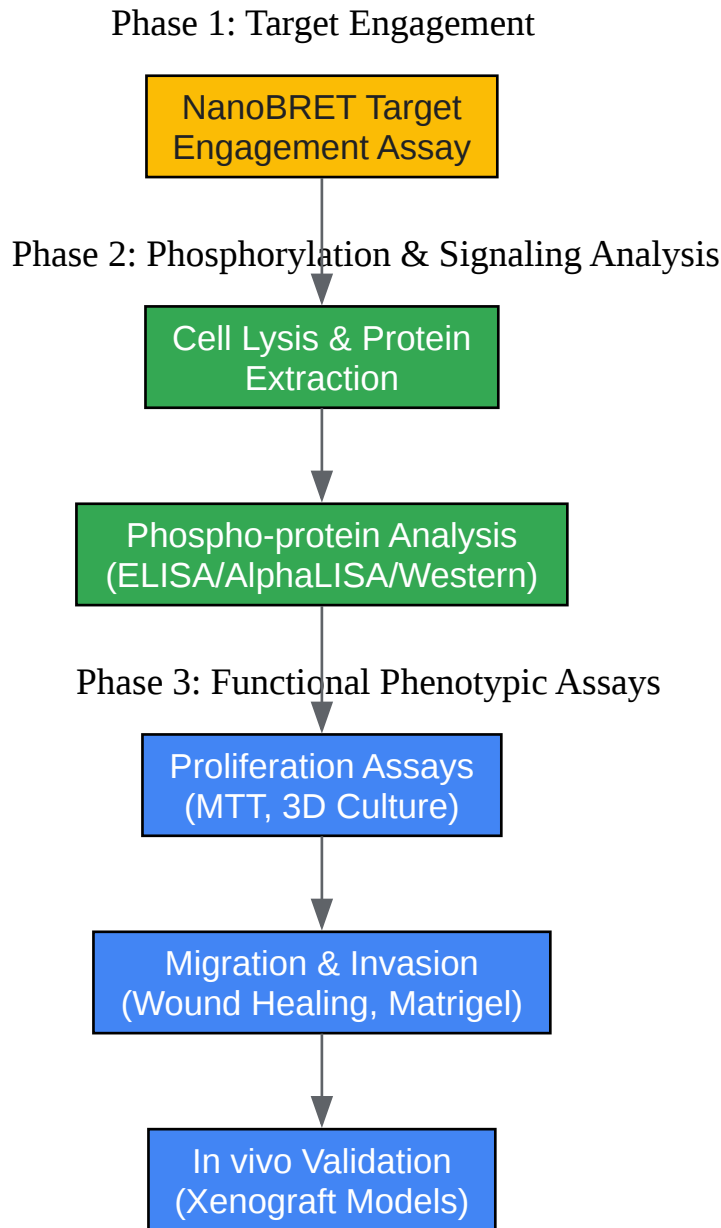 Phase 1: Target Engagement
NanoBRET Target
Engagement Assay
Phase 2: Phosphorylation & Signaling Analysis
Cell Lysis & Protein
Extraction
Phospho-protein Analysis
(ELISA/AlphaLISA/Western)
Phase 3: Functional Phenotypic Assays
Proliferation Assays
(MTT, 3D Culture)
Migration & Invasion
(Wound Healing, Matrigel)
In vivo Validation
(Xenograft Models)